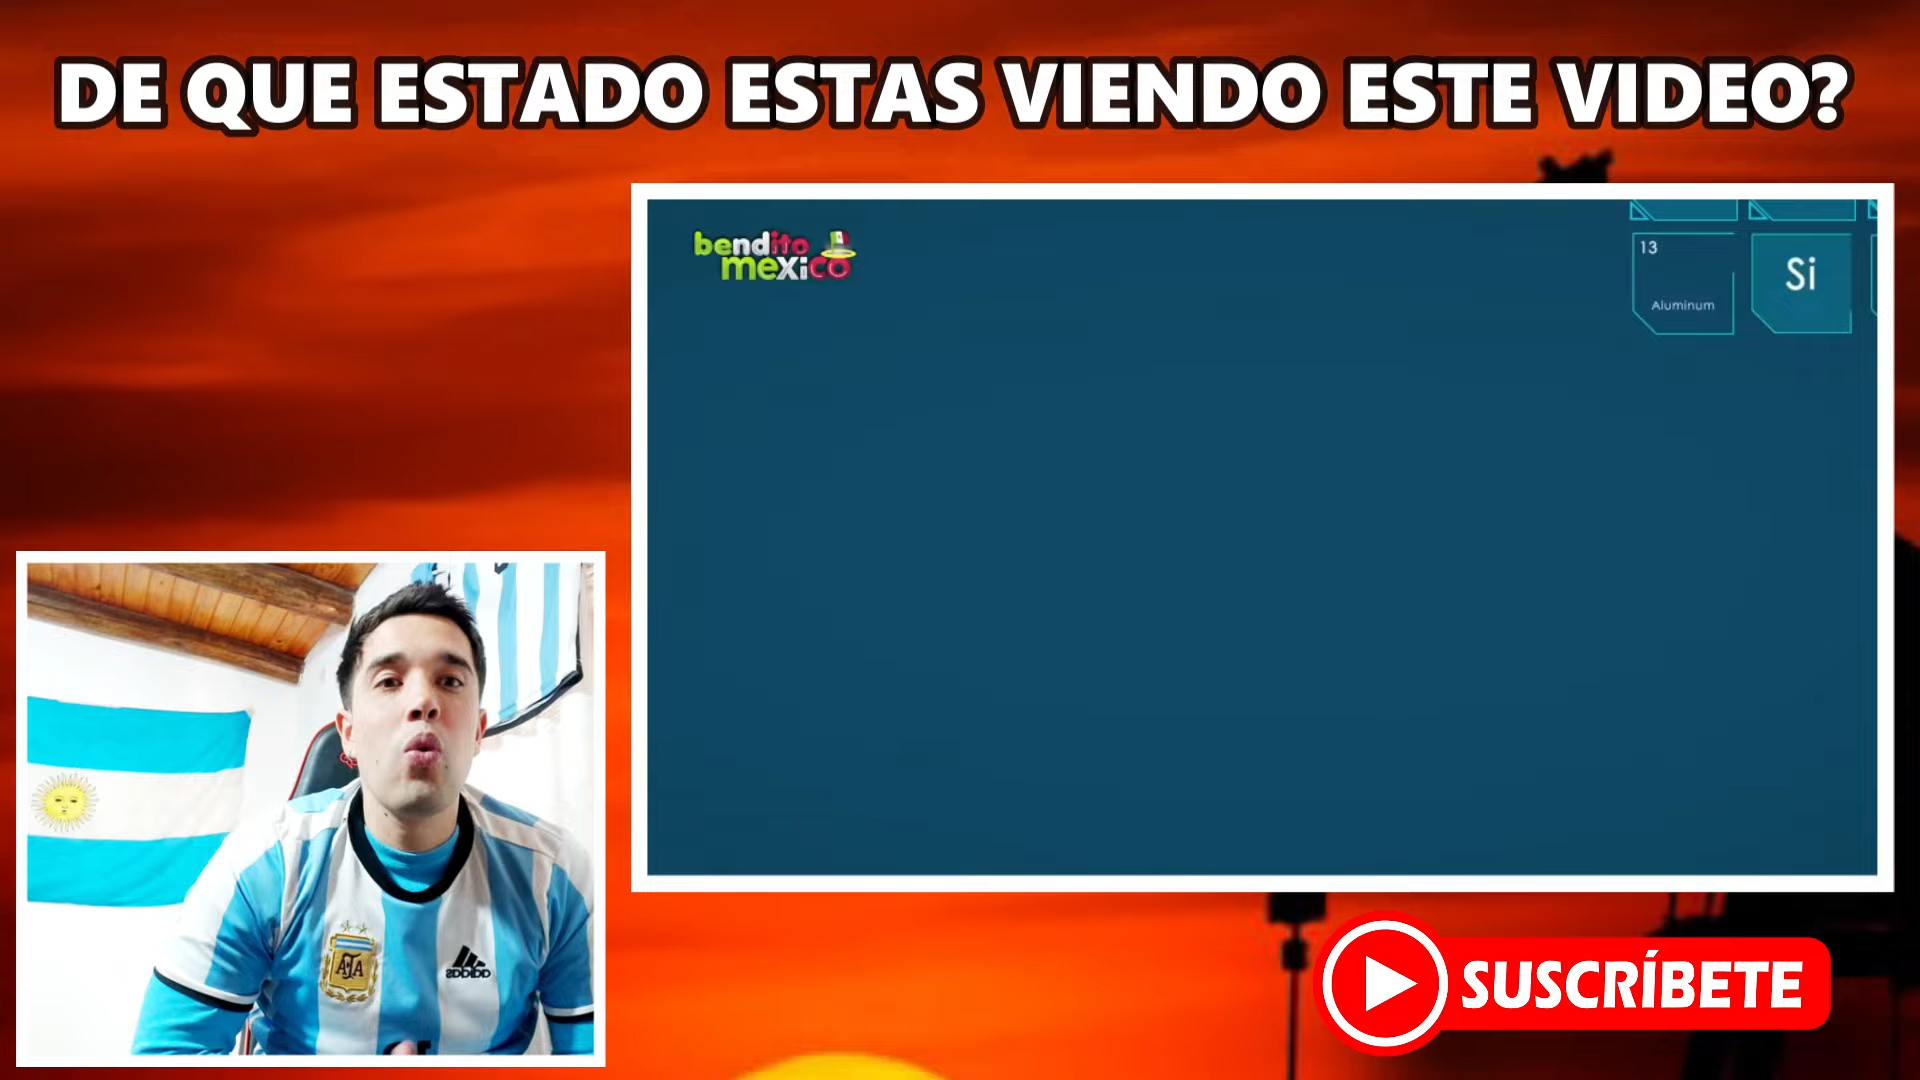 DE QUE ESTADO ESTAS VIENDO ESTE VIDEO?
bendito
mexico
13
Aluminum
Si
AFA
adidas
SUSCRÍBETE